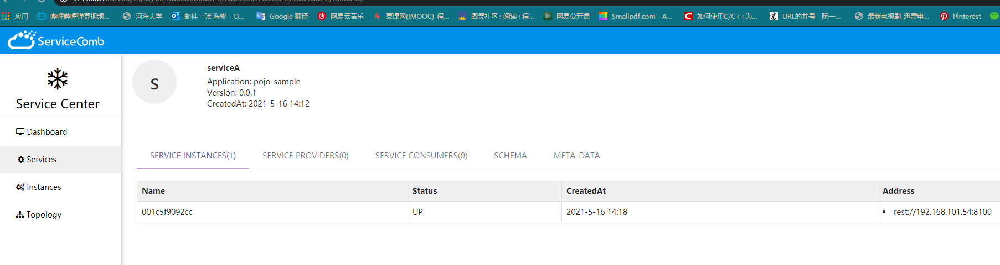 应用 哔哩哔哩弹幕视频... 河海大学 邮件 - 张 海彬 - O... Google 翻译 网易云音乐 慕课网(IMOOC)-程... 图灵社区 : 阅读 : 程... 网易公开课 Smallpdf.com - A... 如何使用C/C++为... URL的井号 - 阮一... 最新电视剧_迅雷电... Pinterest
ServiceComb
Service Center
Dashboard
Services
Instances
Topology
S
serviceA
Application: pojo-sample
Version: 0.0.1
CreatedAt: 2021-5-16 14:12
SERVICE INSTANCES(1) SERVICE PROVIDERS(0) SERVICE CONSUMERS(0) SCHEMA META-DATA
Name Status CreatedAt Address
001c5f9092cc UP 2021-5-16 14:18 • rest://192.168.101.54:8100